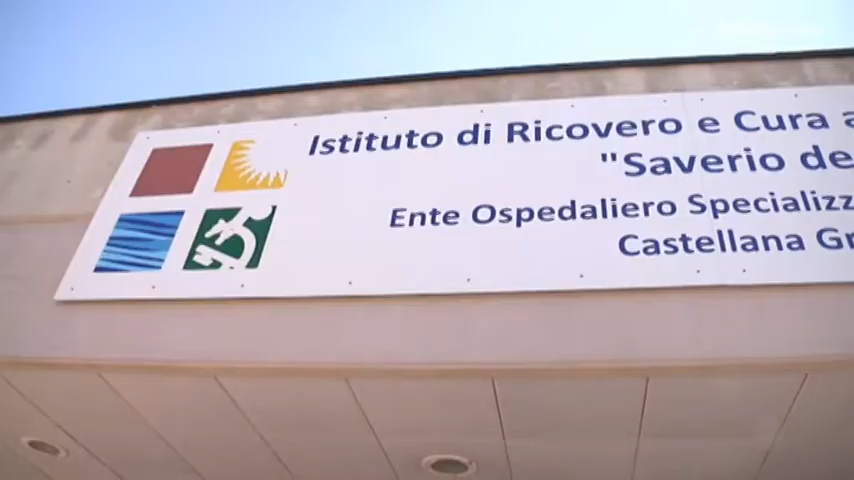 Istituto di Ricovero e Cura a
"Saverio de
Ente Ospedaliero Specializz
Castellana Gr